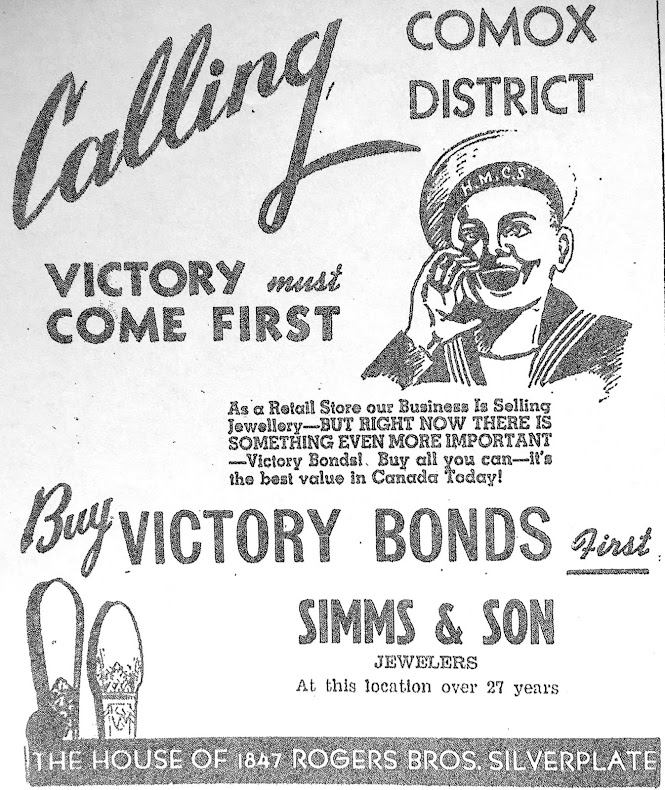 Calling
COMOX
DISTRICT
H.M.C.S.
VICTORY must
COME FIRST
As a Retail Store our Business Is Selling
Jewellery—BUT RIGHT NOW THERE IS
SOMETHING EVEN MORE IMPORTANT
—Victory Bonds! Buy all you can—it's
the best value in Canada Today!
Buy VICTORY BONDS First
SIMMS & SON
JEWELERS
At this location over 27 years
THE HOUSE OF 1847 ROGERS BROS. SILVERPLATE